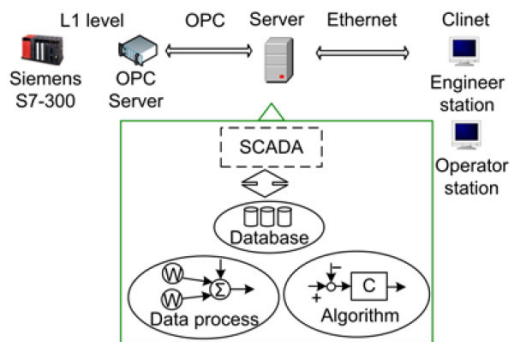 L1 level OPC Server Ethernet Clinet
Siemens
S7-300
OPC
Server
Engineer
station
Operator
station
SCADA
Database
W
W
Σ
Data process
+
−
C
Algorithm